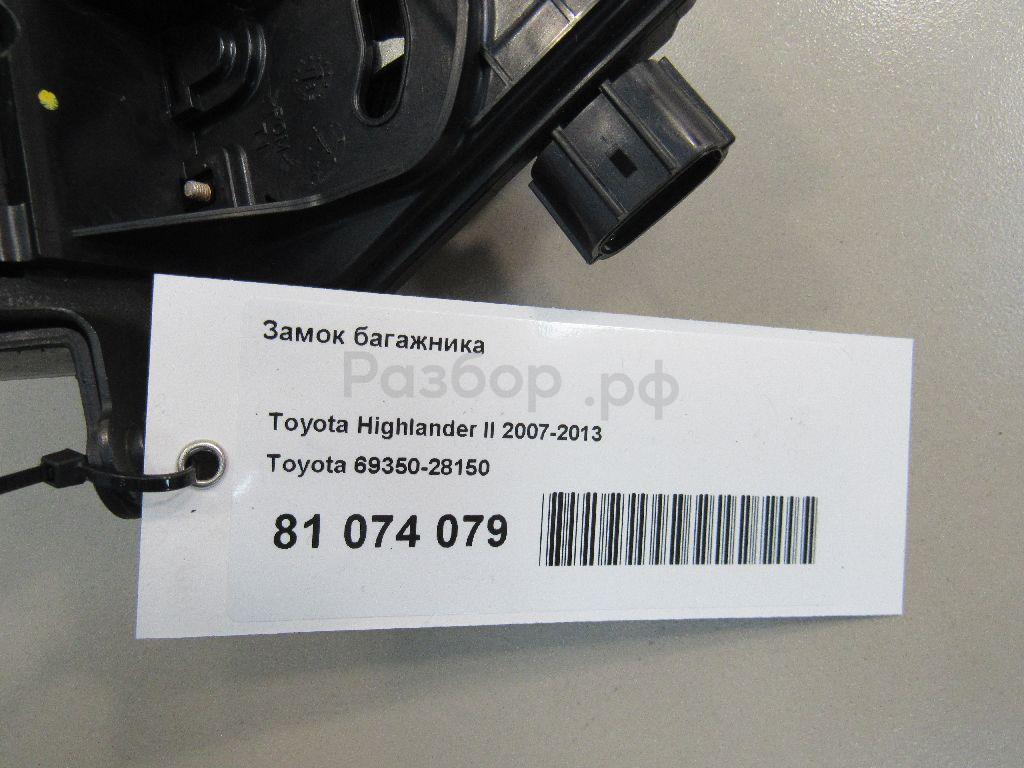 Замок багажника
Разбор.рф
Toyota Highlander II 2007-2013
Toyota 69350-28150
81 074 079